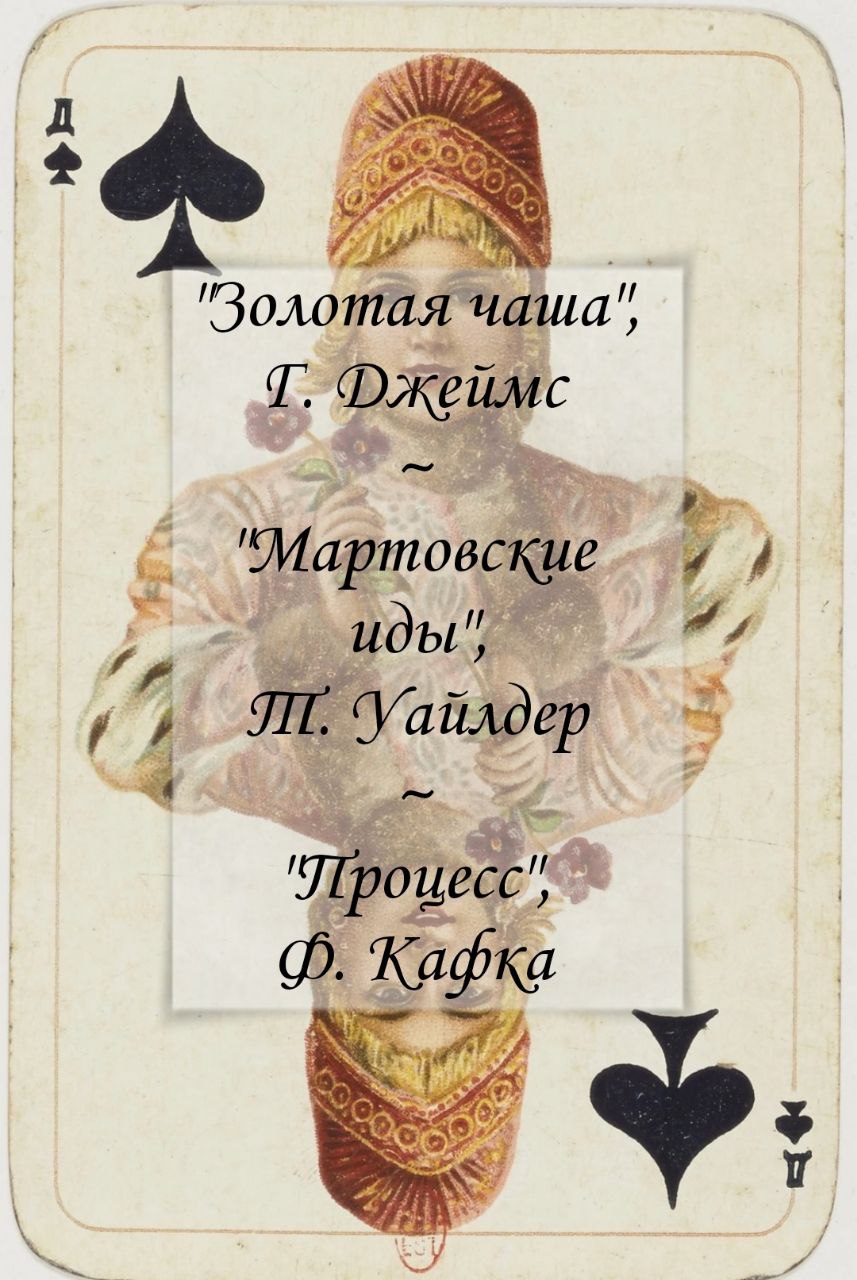 Д
"Золотая чаша",
Г. Джеймс
~
"Мартовские
иды",
Т. Уайлдер
~
"Процесс",
Ф. Кафка
Д